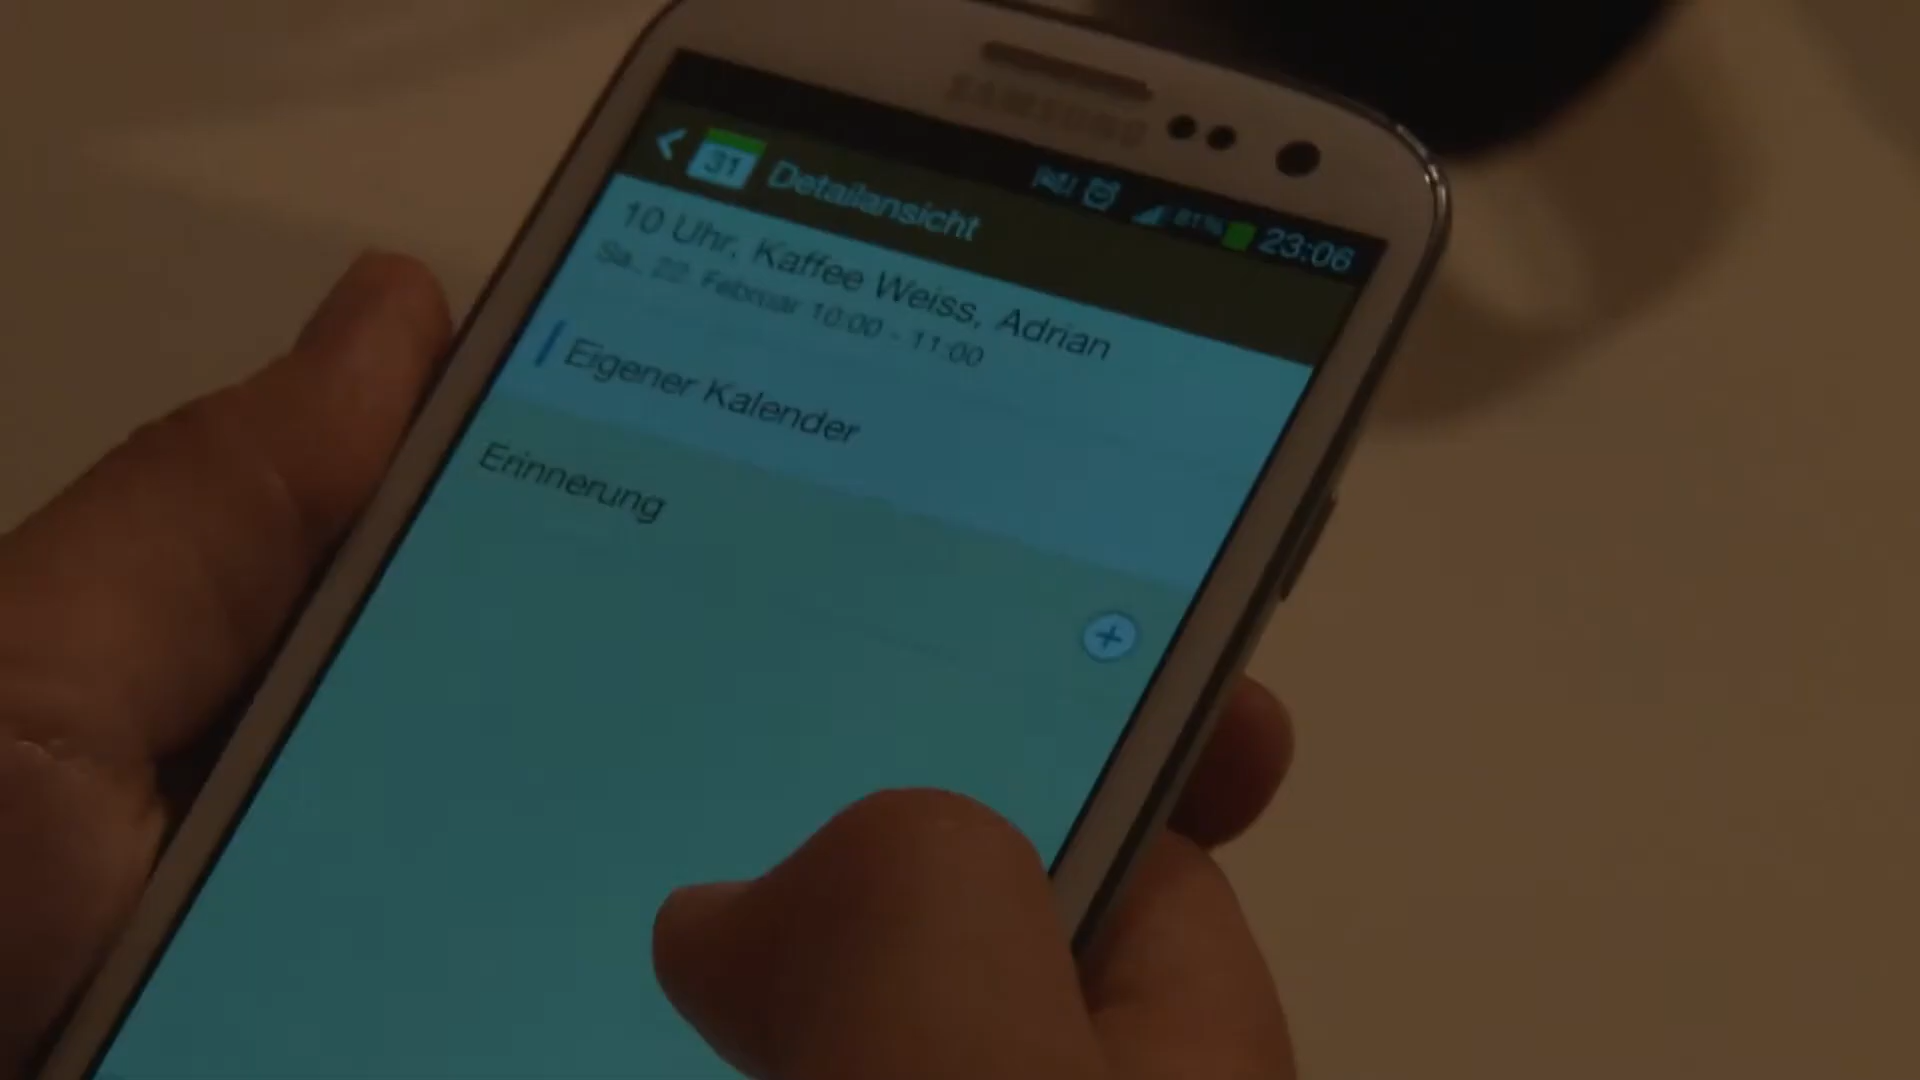 SAMSUNG
81% 23:06
31 Detailansicht
10 Uhr, Kaffee Weiss, Adrian
Sa., 22. Februar 10:00 - 11:00
Eigener Kalender
Erinnerung
+